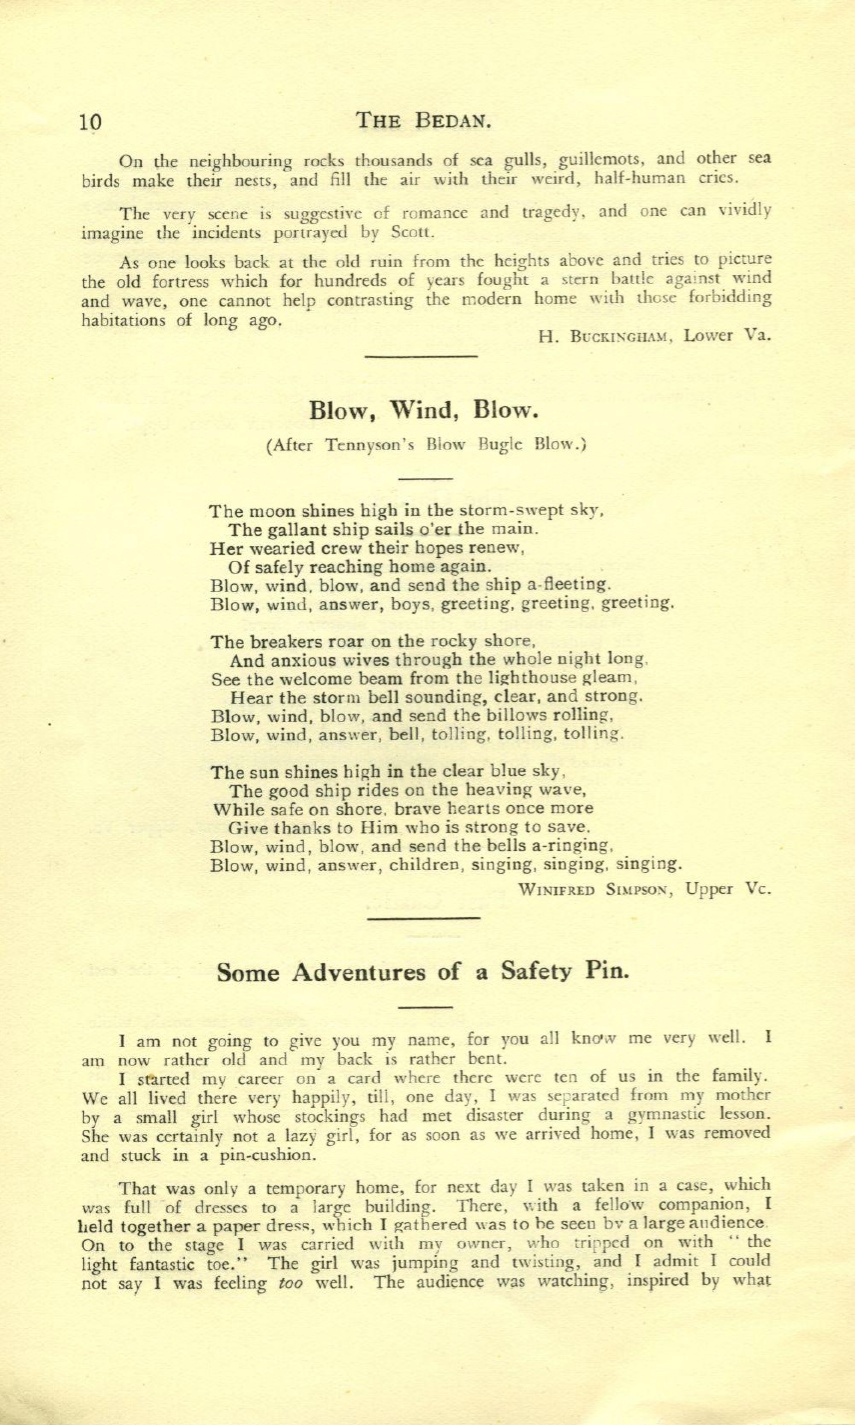 10
THE BEDAN.
On the neighbouring rocks thousands of sea gulls, guillemots, and other sea
birds make their nests, and fill the air with their weird, half-human cries.
The very scene is suggestive of romance and tragedy, and one can vividly
imagine the incidents portrayed by Scott.
As one looks back at the old ruin from the heights above and tries to picture
the old fortress which for hundreds of years fought a stern battle against wind
and wave, one cannot help contrasting the modern home with those forbidding
habitations of long ago.
H. BUCKINGHAM, Lower Va.
Blow, Wind, Blow.
(After Tennyson's Blow Bugle Blow.)
The moon shines high in the storm-swept sky,
The gallant ship sails o'er the main.
Her wearied crew their hopes renew,
Of safely reaching home again.
Blow, wind, blow, and send the ship a-fleeting.
Blow, wind, answer, boys, greeting, greeting, greeting.
The breakers roar on the rocky shore,
And anxious wives through the whole night long,
See the welcome beam from the lighthouse gleam,
Hear the storm bell sounding, clear, and strong.
Blow, wind, blow, and send the billows rolling,
Blow, wind, answer, bell, tolling, tolling, tolling.
The sun shines high in the clear blue sky,
The good ship rides on the heaving wave,
While safe on shore, brave hearts once more
Give thanks to Him who is strong to save.
Blow, wind, blow, and send the bells a-ringing,
Blow, wind, answer, children, singing, singing, singing.
WINIFRED SIMPSON, Upper Vc.
Some Adventures of a Safety Pin.
I am not going to give you my name, for you all know me very well. I
am now rather old and my back is rather bent.
I started my career on a card where there were ten of us in the family.
We all lived there very happily, till, one day, I was separated from my mother
by a small girl whose stockings had met disaster during a gymnastic lesson.
She was certainly not a lazy girl, for as soon as we arrived home, I was removed
and stuck in a pin-cushion.
That was only a temporary home, for next day I was taken in a case, which
was full of dresses to a large building. There, with a fellow companion, I
held together a paper dress, which I gathered was to be seen by a large audience.
On to the stage I was carried with my owner, who tripped on with "the
light fantastic toe." The girl was jumping and twisting, and I admit I could
not say I was feeling too well. The audience was watching, inspired by what